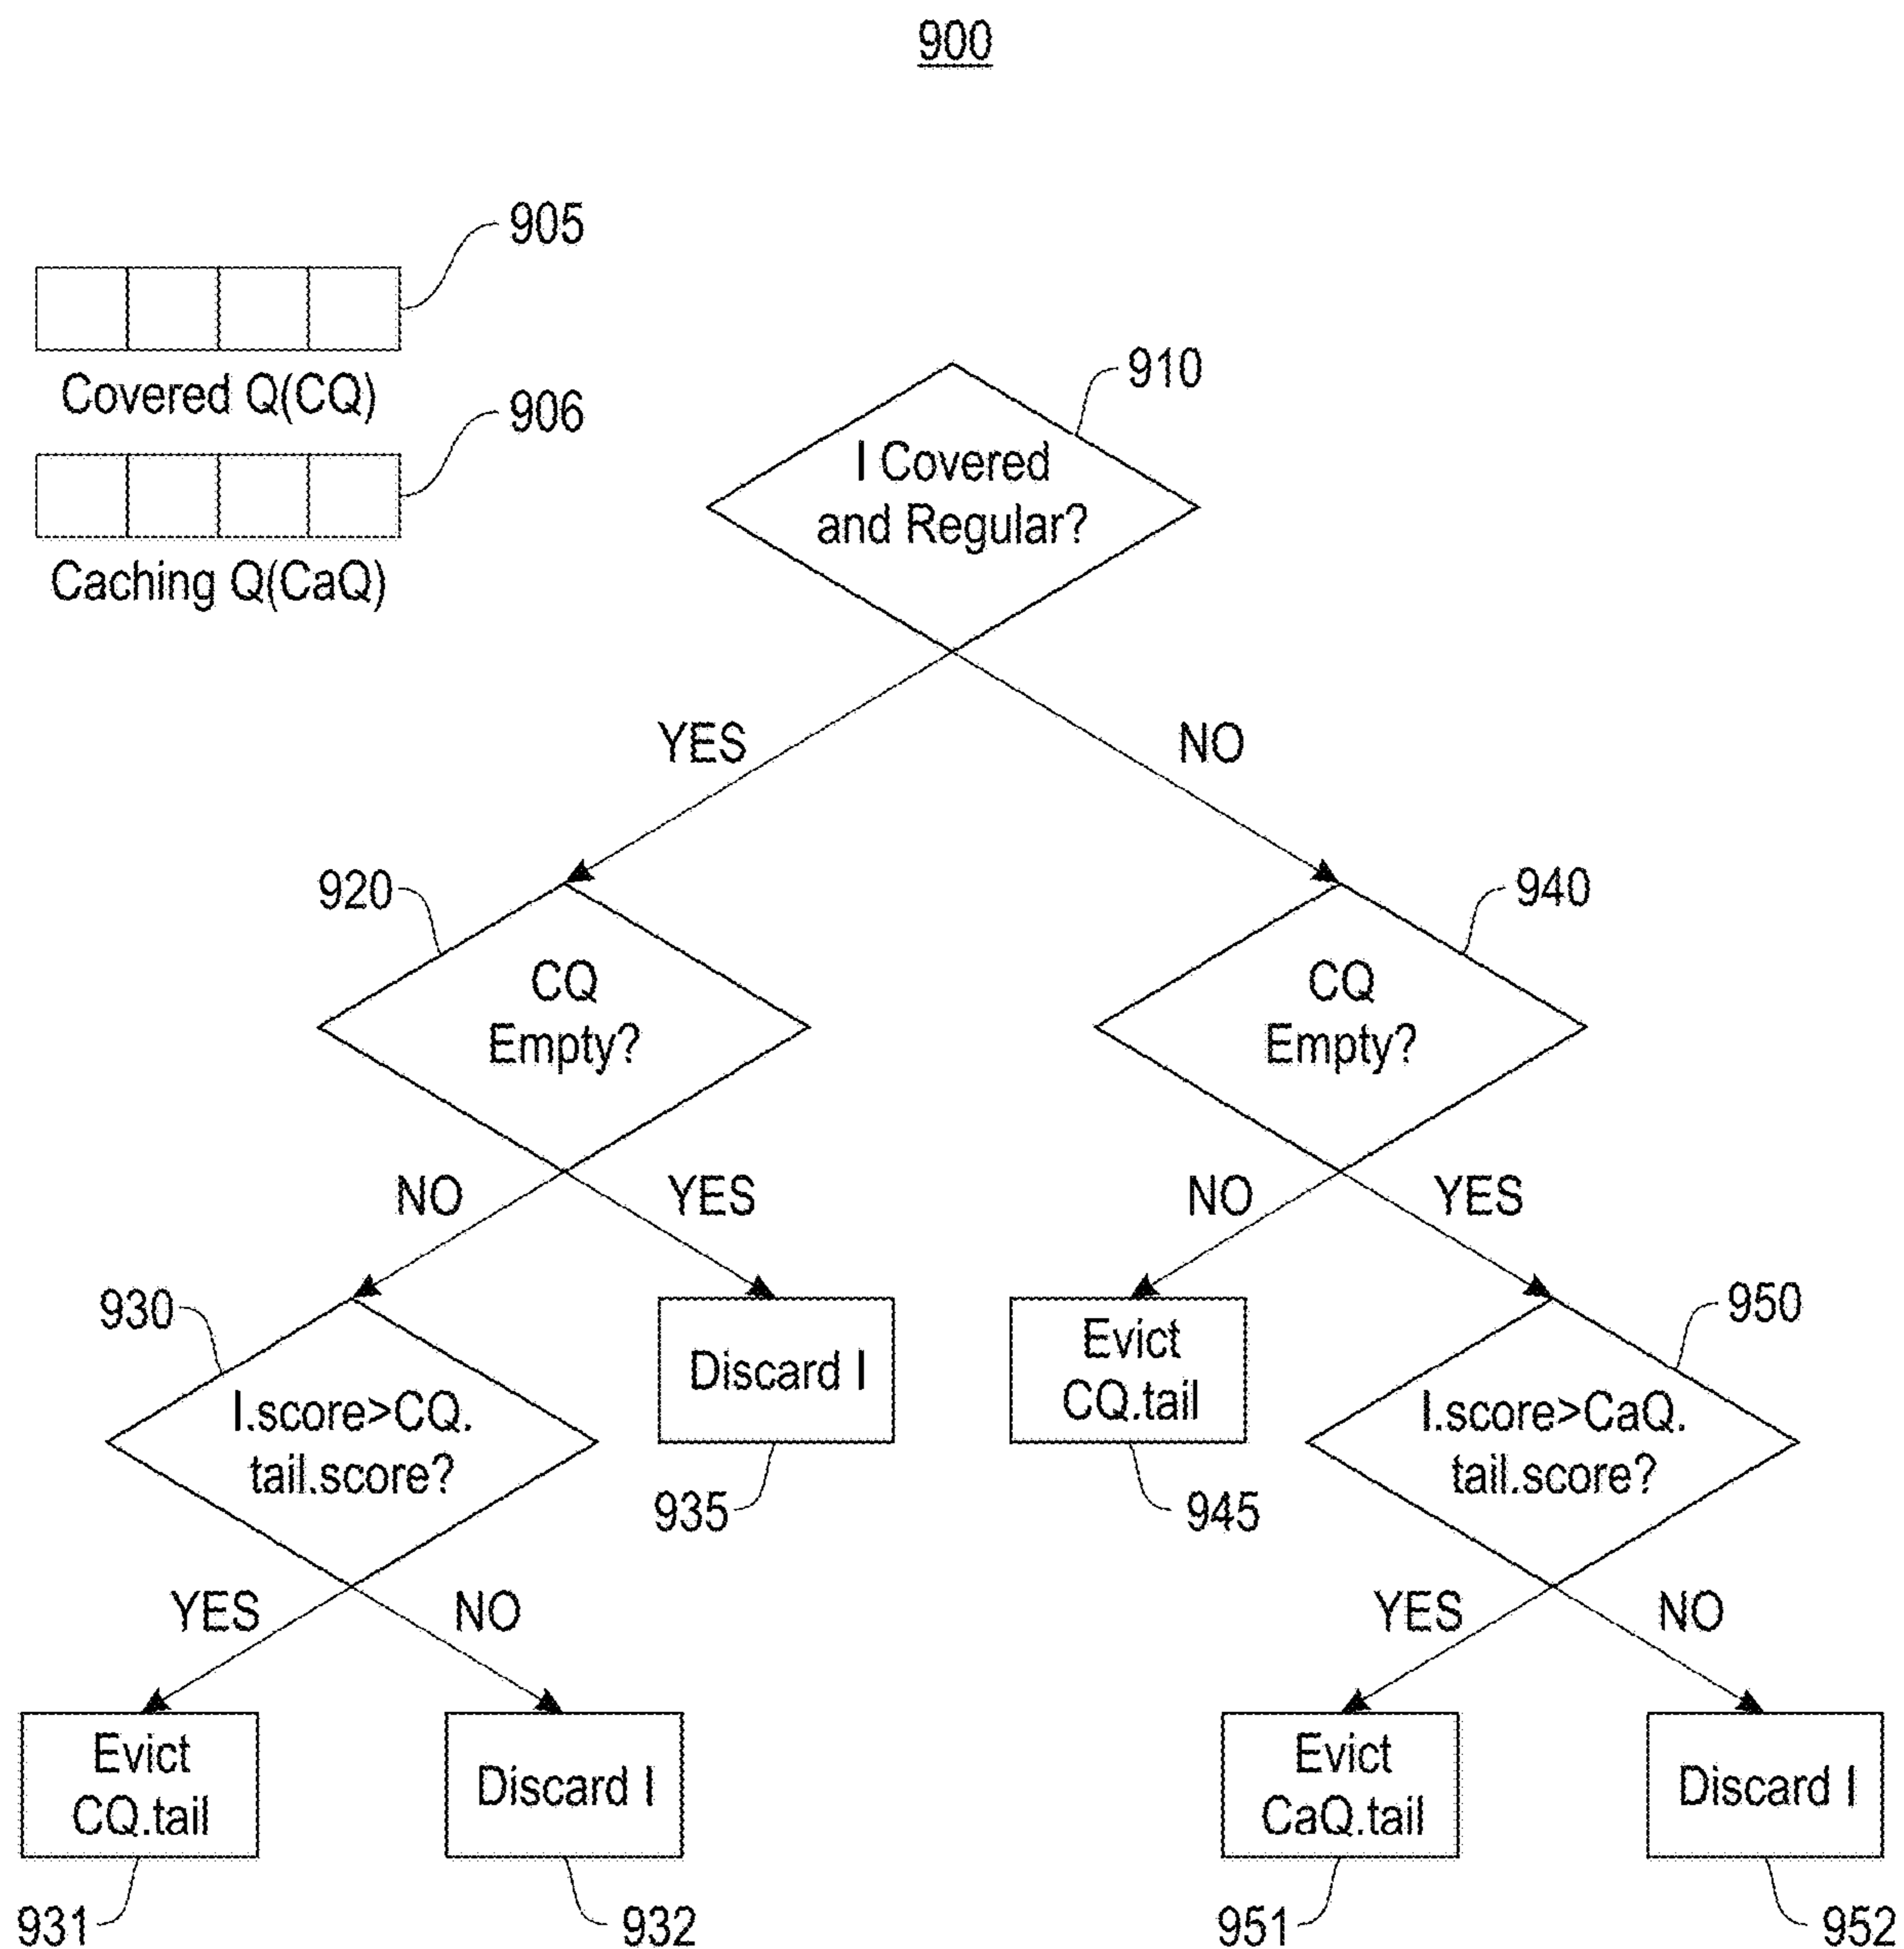 900
905
Covered Q(CQ)
906
Caching Q(CaQ)
910
I Covered
and Regular?
YES
NO
920
CQ
Empty?
940
CQ
Empty?
NO
YES
NO
YES
930
I.score>CQ.
tail.score?
Discard I
935
Evict
CQ.tail
945
950
I.score>CaQ.
tail.score?
YES
NO
YES
NO
Evict
CQ.tail
931
Discard I
932
Evict
CaQ.tail
951
Discard I
952